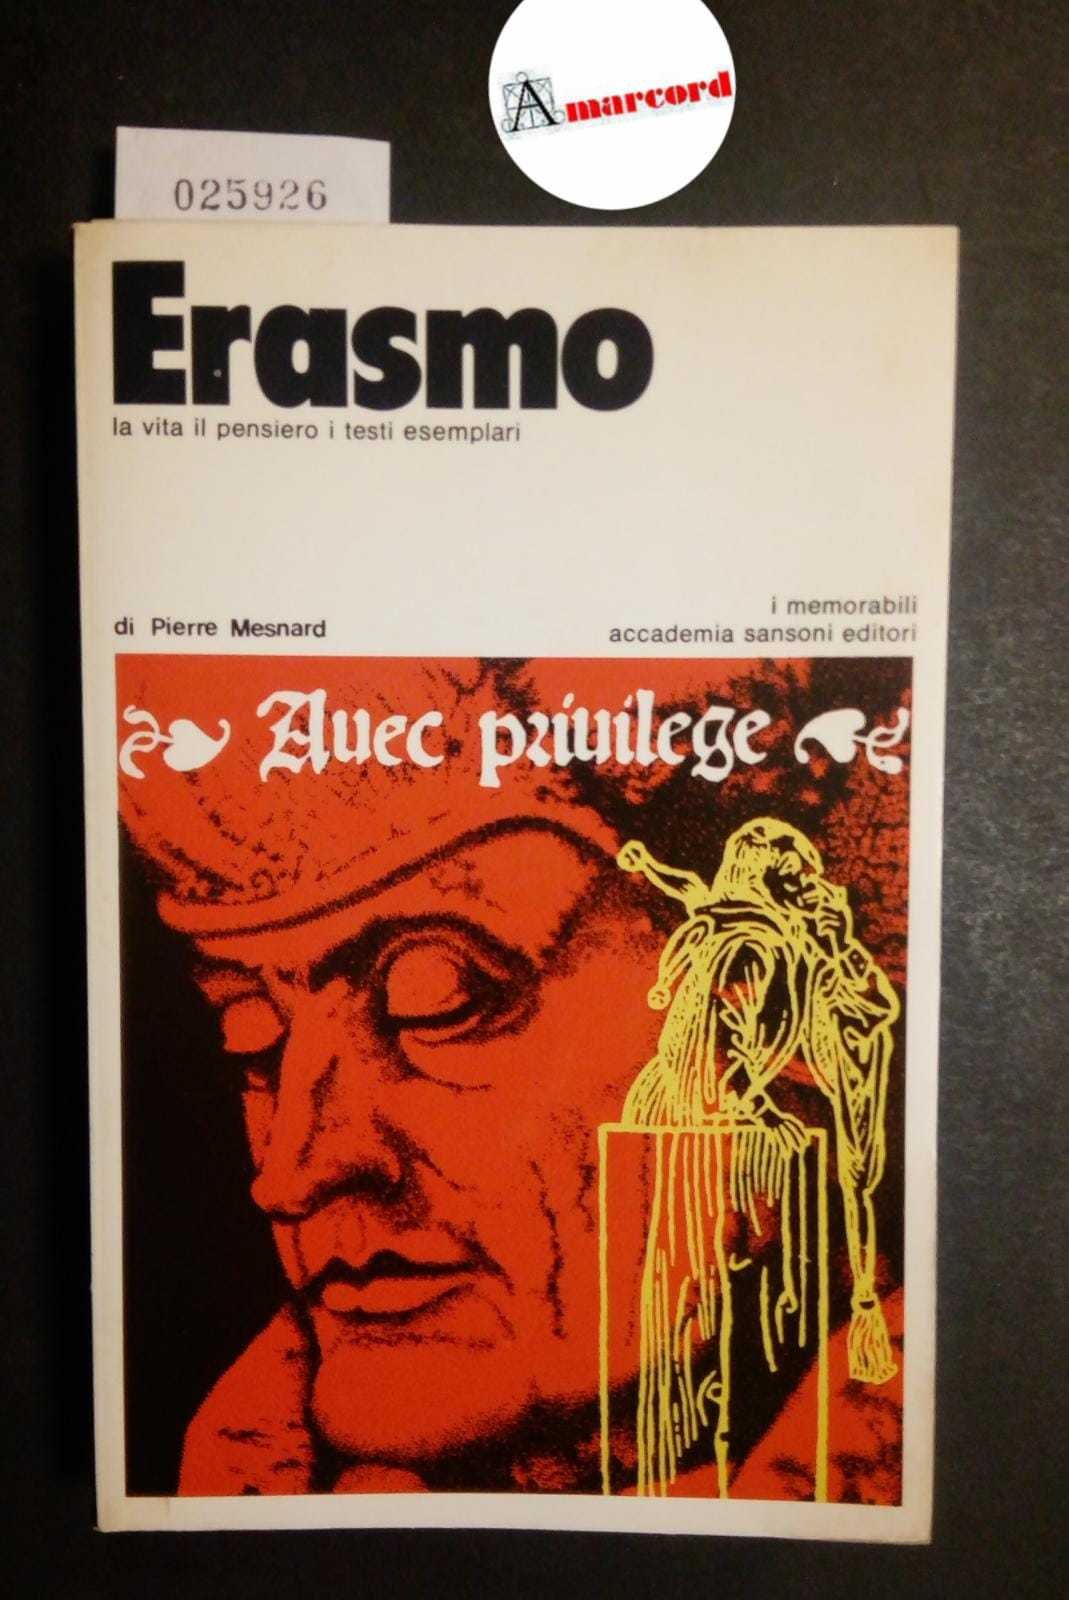 Amarcord
025926
Erasmo
la vita il pensiero i testi esemplari
i memorabili
di Pierre Mesnard
accademia sansoni editori
Auec priuilege